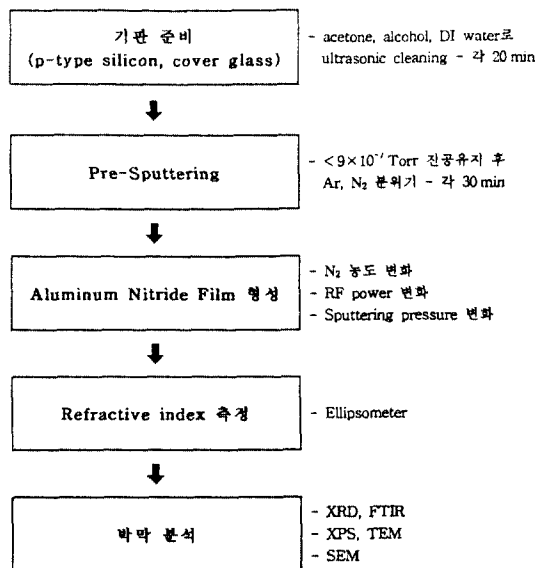 기판 준비
(p-type silicon, cover glass)
- acetone, alcohol, DI water로
ultrasonic cleaning - 각 20 min
Pre-Sputtering
- <9×10⁻⁷ Torr 진공유지 후
Ar, N₂ 분위기 - 각 30 min
Aluminum Nitride Film 형성
- N₂ 농도 변화
- RF power 변화
- Sputtering pressure 변화
Refractive index 측정
- Ellipsometer
박막 분석
- XRD, FTIR
- XPS, TEM
- SEM